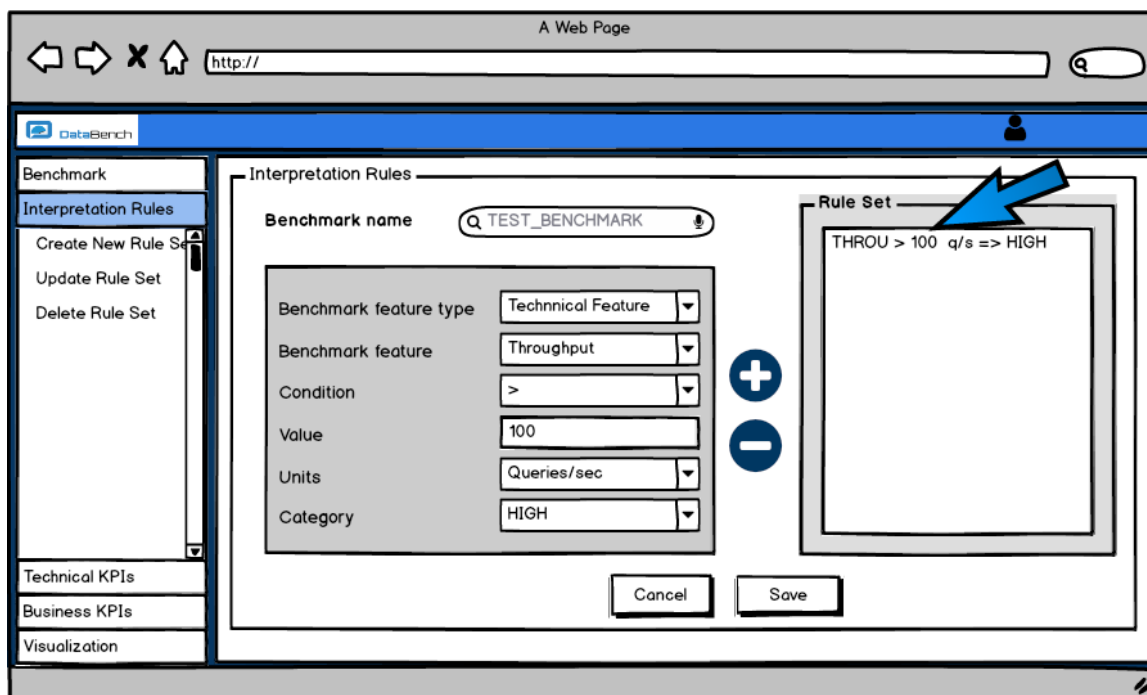 A Web Page
http://
DataBench
Benchmark
Interpretation Rules
Create New Rule Se
Update Rule Set
Delete Rule Set
Technical KPIs
Business KPIs
Visualization
Interpretation Rules
Benchmark name
TEST_BENCHMARK
Benchmark feature type
Technnical Feature
Benchmark feature
Throughput
Condition
>
Value
100
Units
Queries/sec
Category
HIGH
Rule Set
THROU > 100 q/s => HIGH
Cancel
Save